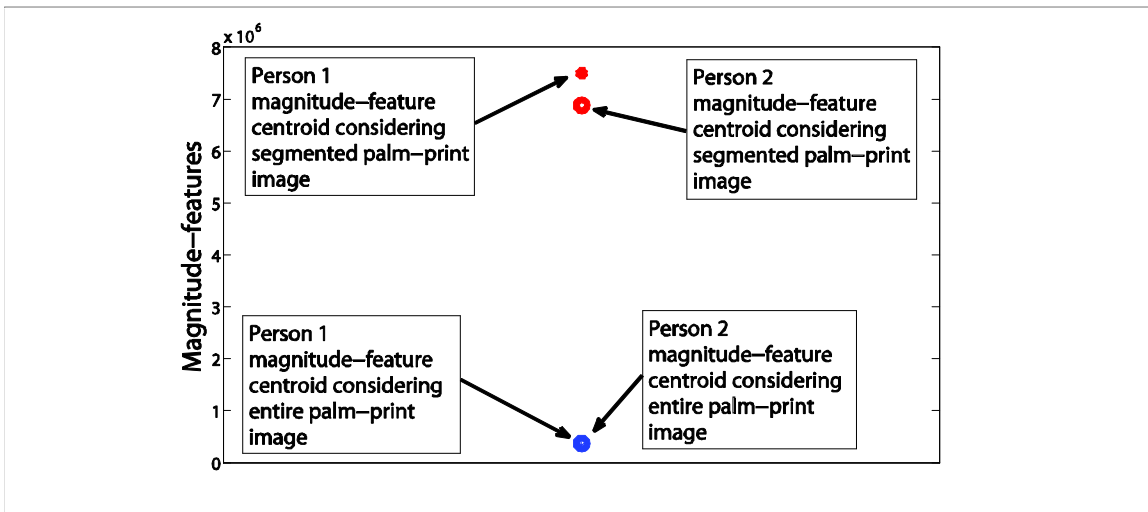 ×10⁶
8
7
6
5
4
3
2
1
0
Magnitude−features
Person 1
magnitude−feature
centroid considering
segmented palm−print
image
Person 2
magnitude−feature
centroid considering
segmented palm−print
image
Person 1
magnitude−feature
centroid considering
entire palm−print
image
Person 2
magnitude−feature
centroid considering
entire palm−print
image